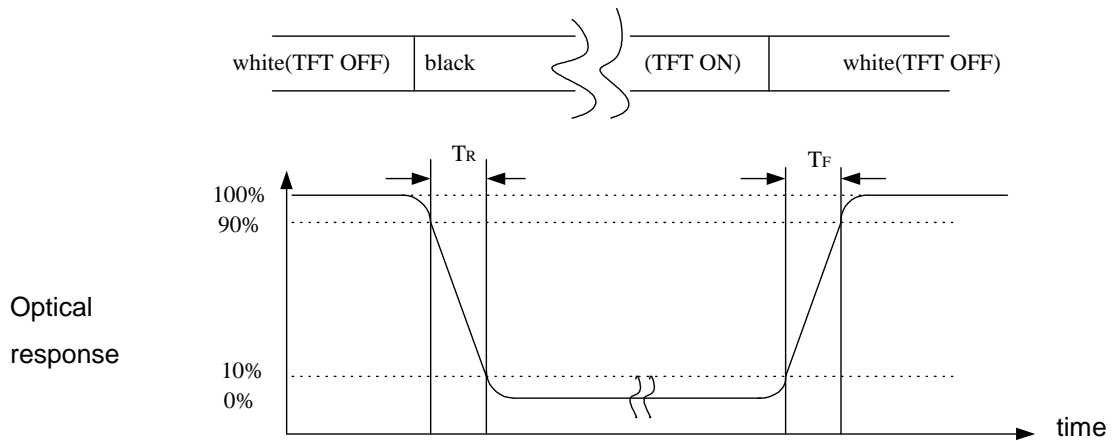 white(TFT OFF) black (TFT ON) white(TFT OFF)
TR TF
100%
90%
Optical
response
10%
0%
time